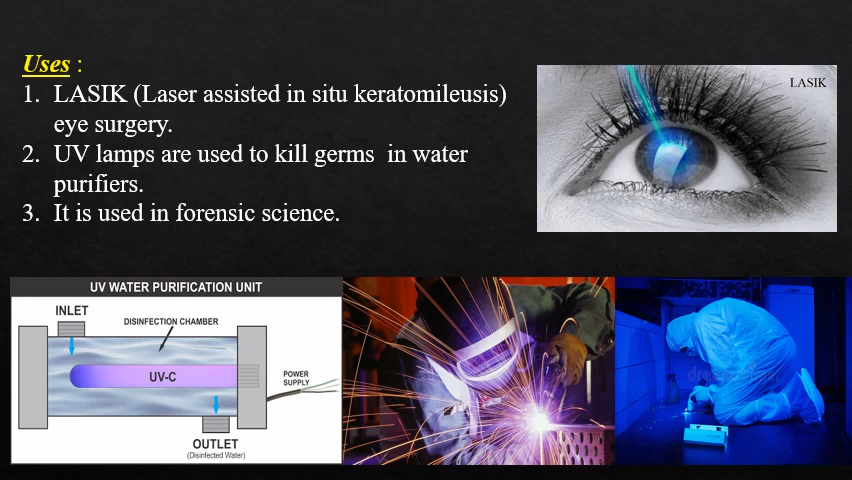 Uses :
1. LASIK (Laser assisted in situ keratomileusis)
eye surgery.
2. UV lamps are used to kill germs in water
purifiers.
3. It is used in forensic science.
LASIK
UV WATER PURIFICATION UNIT
INLET
DISINFECTION CHAMBER
UV-C
POWER
SUPPLY
OUTLET
(Disinfected Water)